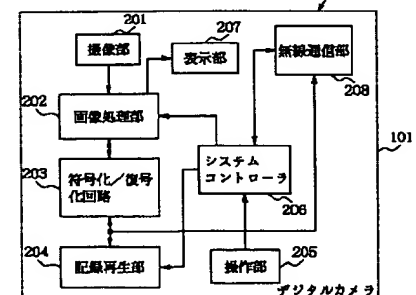 201
撮像部
207
表示部
無線通信部
208
202
画像処理部
101
203
符号化／復号
化回路
システム
コントローラ
206
204
記録再生部
操作部
205
デジタルカメラ